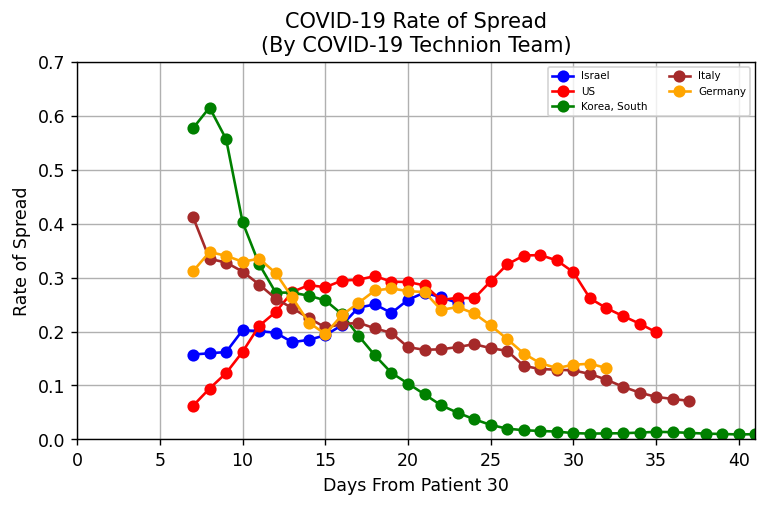 COVID-19 Rate of Spread
(By COVID-19 Technion Team)
Israel
US
Korea, South
Italy
Germany
Rate of Spread
0.7
0.6
0.5
0.4
0.3
0.2
0.1
0.0
0 5 10 15 20 25 30 35 40
Days From Patient 30